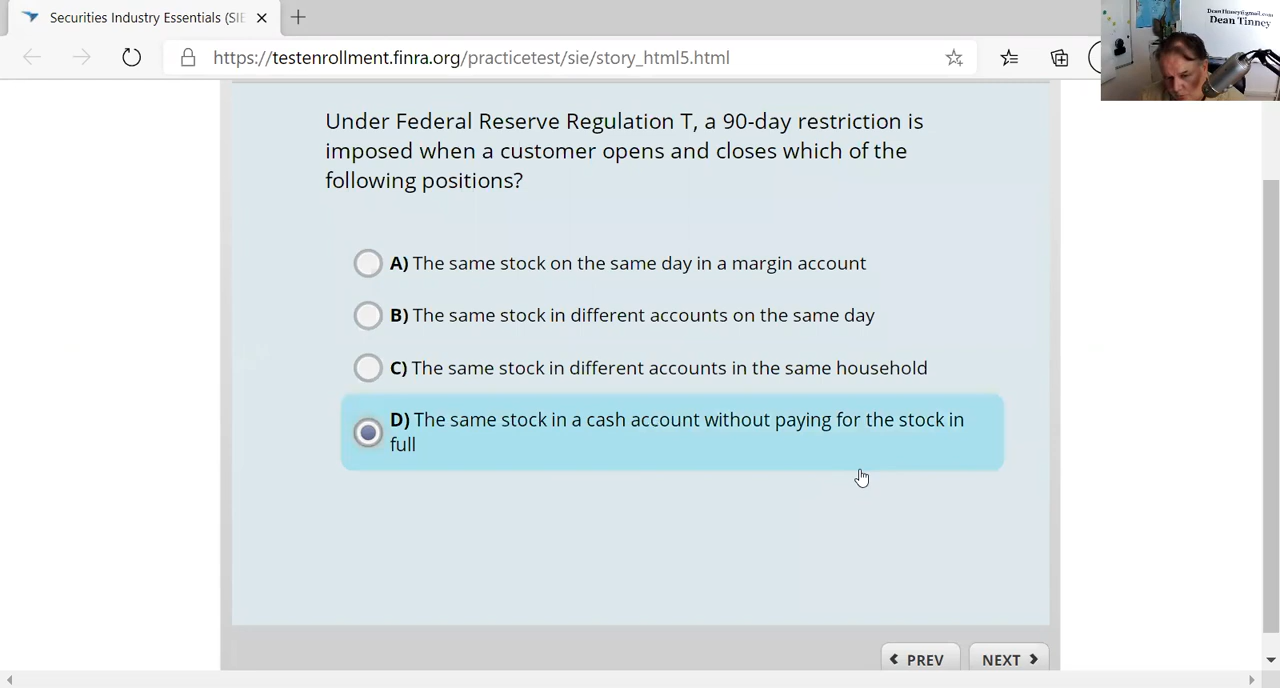 Securities Industry Essentials (SIE
https://testenrollment.finra.org/practicetest/sie/story_html5.html
DeanTinney@gmail.com
Dean Tinney
Under Federal Reserve Regulation T, a 90-day restriction is
imposed when a customer opens and closes which of the
following positions?
A) The same stock on the same day in a margin account
B) The same stock in different accounts on the same day
C) The same stock in different accounts in the same household
D) The same stock in a cash account without paying for the stock in
full
PREV
NEXT